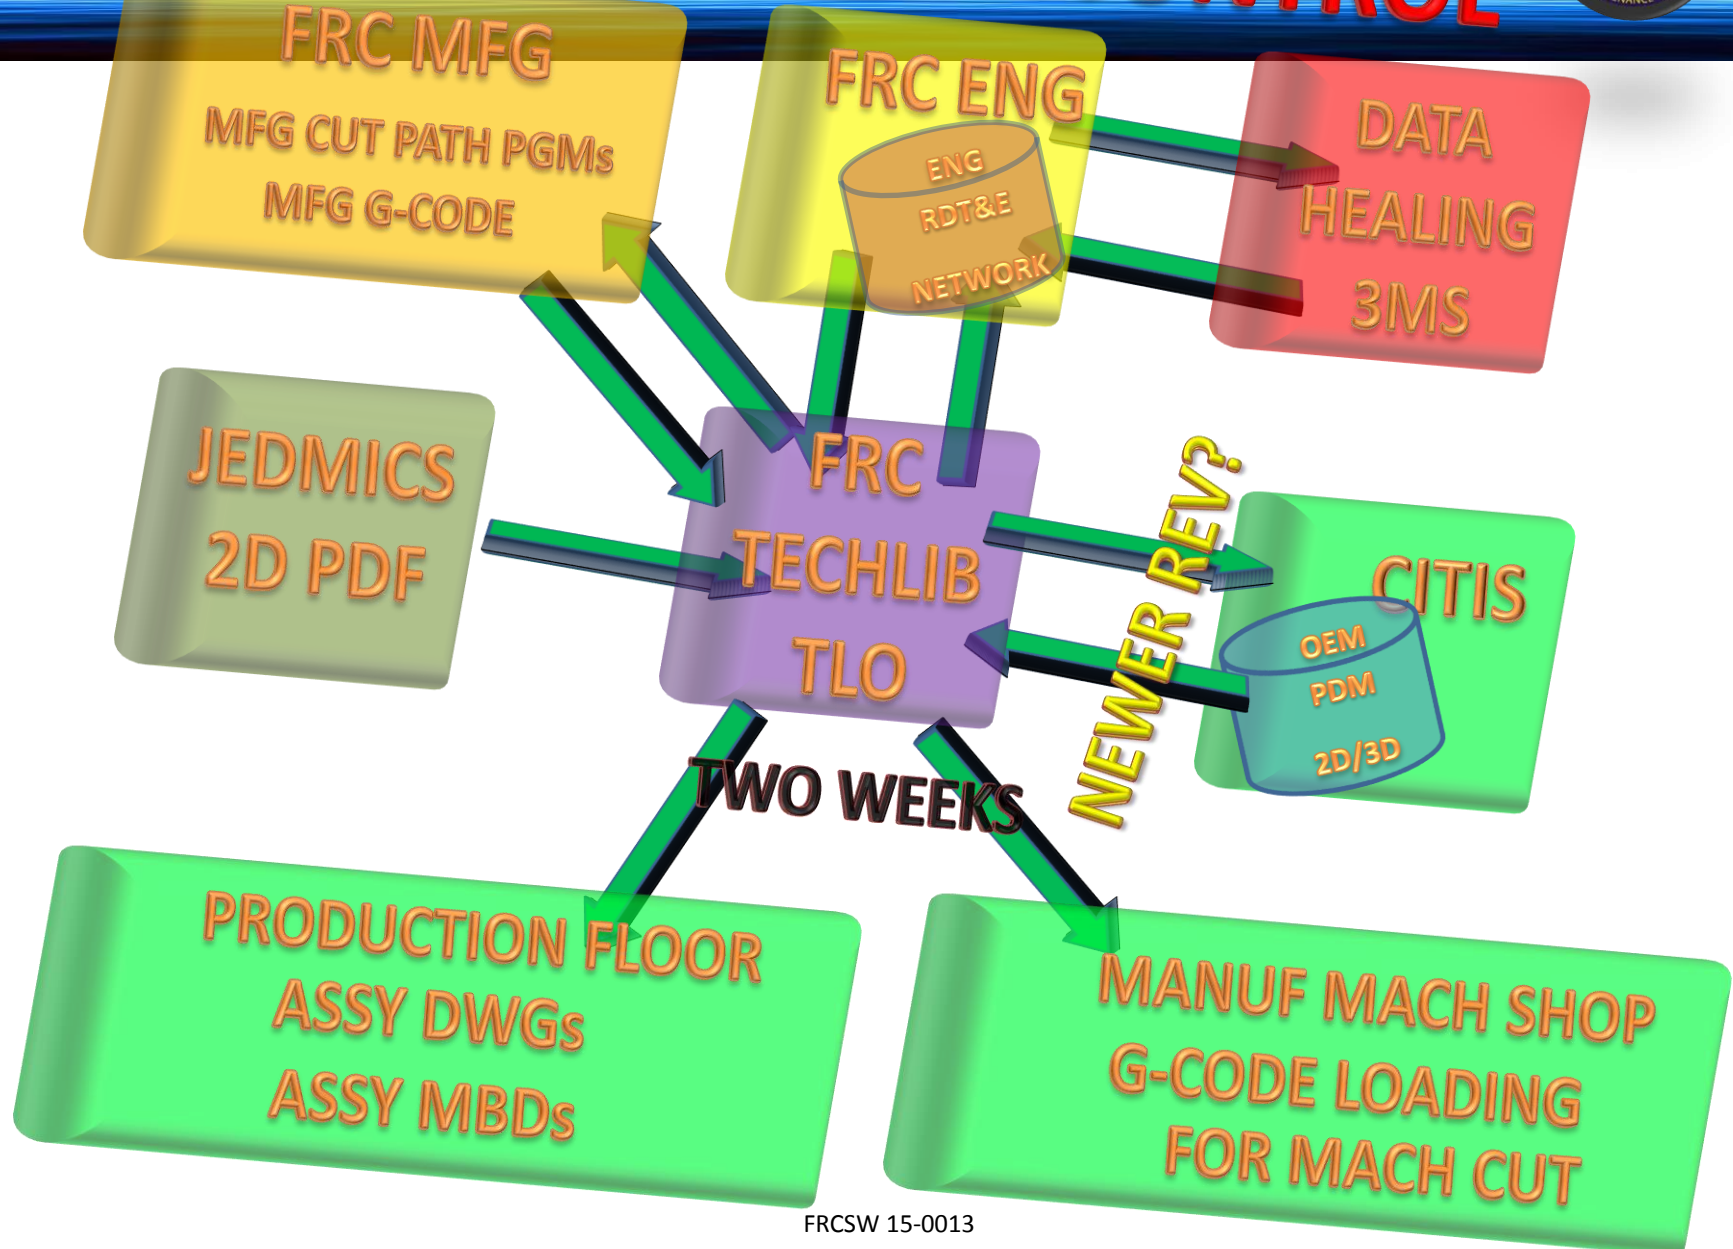 FRC MFG
MFG CUT PATH PGMs
MFG G-CODE
FRC ENG
ENG
RDT&E
NETWORK
DATA
HEALING
3MS
JEDMICS
2D PDF
FRC
TECHLIB
TLO
NEWER REV?
CITIS
OEM
PDM
2D/3D
TWO WEEKS
PRODUCTION FLOOR
ASSY DWGs
ASSY MBDs
MANUF MACH SHOP
G-CODE LOADING
FOR MACH CUT
FRCSW 15-0013